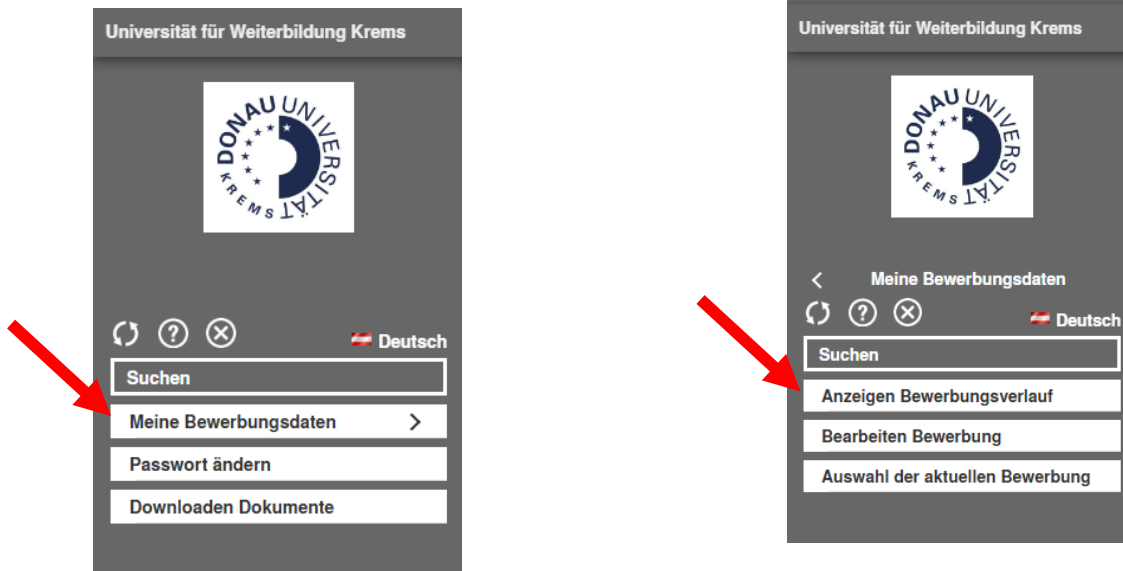 Universität für Weiterbildung Krems
DONAU UNIVERSITÄT KREMS
Deutsch
Suchen
Meine Bewerbungsdaten
Passwort ändern
Downloaden Dokumente
Universität für Weiterbildung Krems
DONAU UNIVERSITÄT KREMS
Meine Bewerbungsdaten
Deutsch
Suchen
Anzeigen Bewerbungsverlauf
Bearbeiten Bewerbung
Auswahl der aktuellen Bewerbung